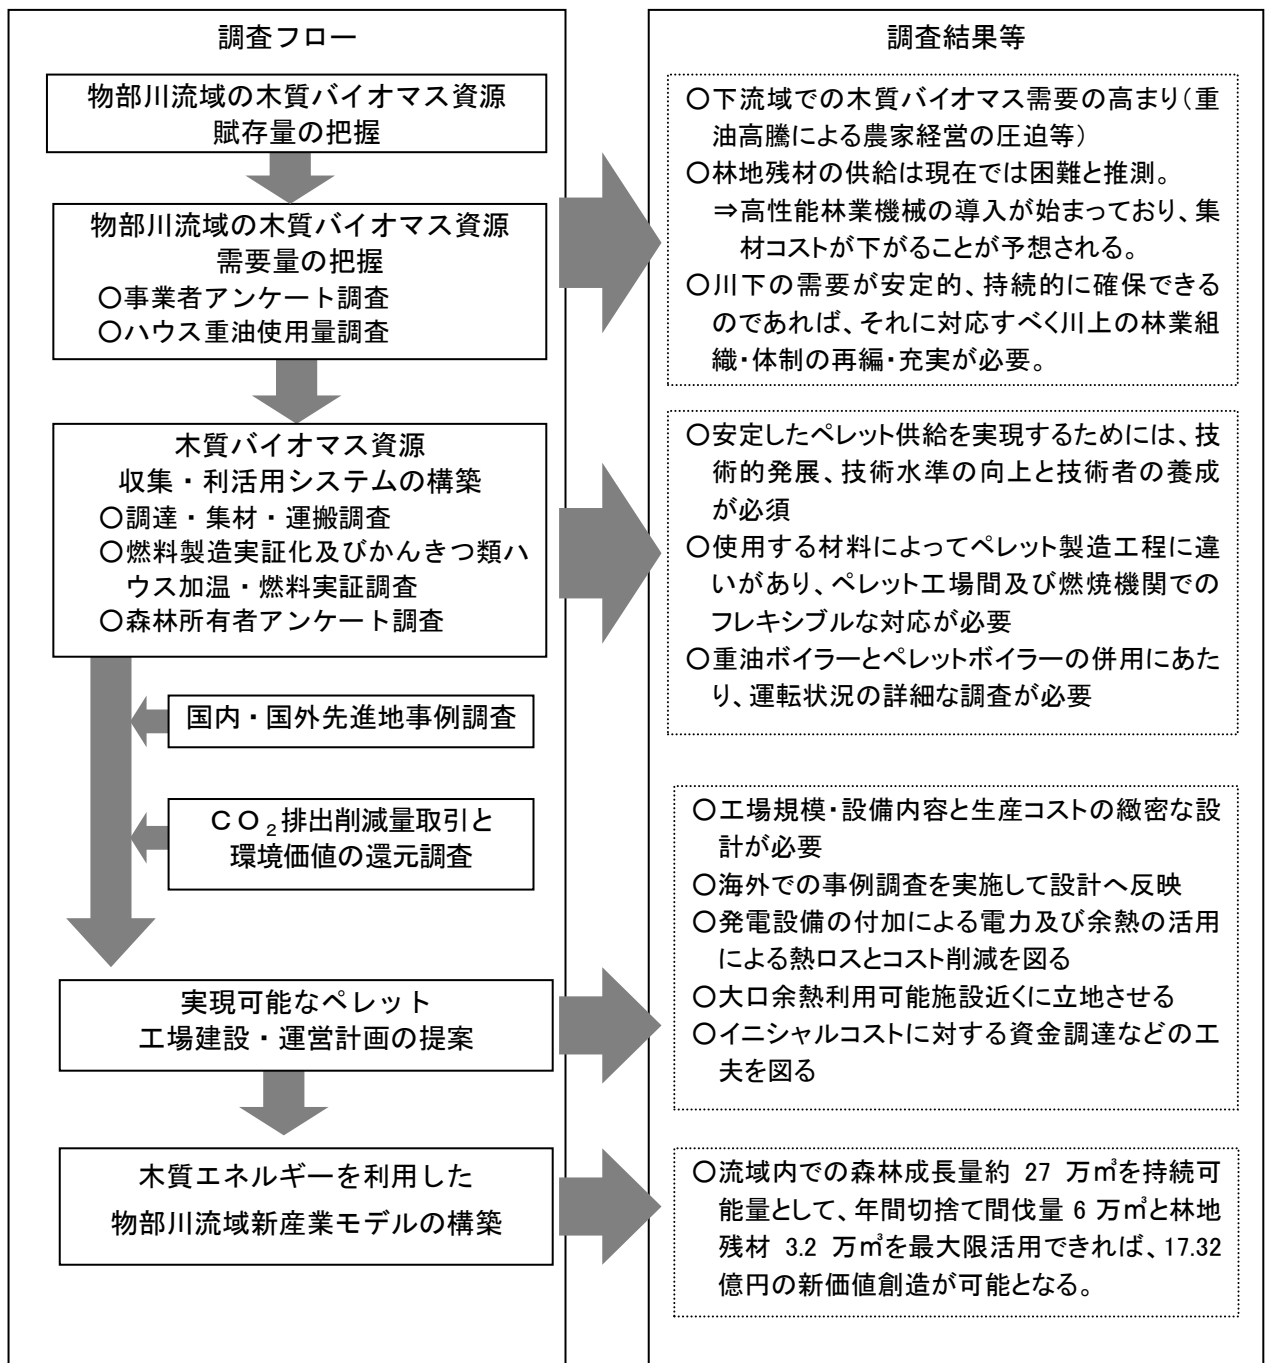 調査フロー
物部川流域の木質バイオマス資源
賦存量の把握
物部川流域の木質バイオマス資源
需要量の把握
○事業者アンケート調査
○ハウス重油使用量調査
木質バイオマス資源
収集・利活用システムの構築
○調達・集材・運搬調査
○燃料製造実証化及びかんきつ類ハ
ウス加温・燃料実証調査
○森林所有者アンケート調査
国内・国外先進地事例調査
CO₂排出削減量取引と
環境価値の還元調査
実現可能なペレット
工場建設・運営計画の提案
木質エネルギーを利用した
物部川流域新産業モデルの構築
調査結果等
○下流域での木質バイオマス需要の高まり(重
油高騰による農家経営の圧迫等)
○林地残材の供給は現在では困難と推測。
⇒高性能林業機械の導入が始まっており、集
材コストが下がることが予想される。
○川下の需要が安定的、持続的に確保できる
のであれば、それに対応すべく川上の林業組
織・体制の再編・充実が必要。
○安定したペレット供給を実現するためには、技
術的発展、技術水準の向上と技術者の養成
が必須
○使用する材料によってペレット製造工程に違
いがあり、ペレット工場間及び燃焼機関での
フレキシブルな対応が必要
○重油ボイラーとペレットボイラーの併用にあた
り、運転状況の詳細な調査が必要
○工場規模・設備内容と生産コストの緻密な設
計が必要
○海外での事例調査を実施して設計へ反映
○発電設備の付加による電力及び余熱の活用
による熱ロスとコスト削減を図る
○大口余熱利用可能施設近くに立地させる
○イニシャルコストに対する資金調達などの工
夫を図る
○流域内での森林成長量約 27 万㎥を持続可
能量として、年間切捨て間伐量 6 万㎥と林地
残材 3.2 万㎥を最大限活用できれば、17.32
億円の新価値創造が可能となる。